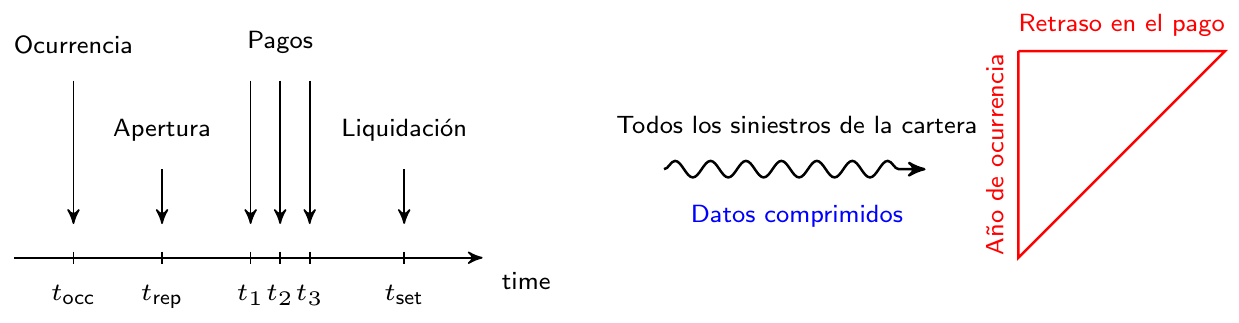 Ocurrencia
Pagos
Apertura
Liquidación
t_occ
t_rep
t_1
t_2
t_3
t_set
time
Todos los siniestros de la cartera
Datos comprimidos
Retraso en el pago
Año de ocurrencia